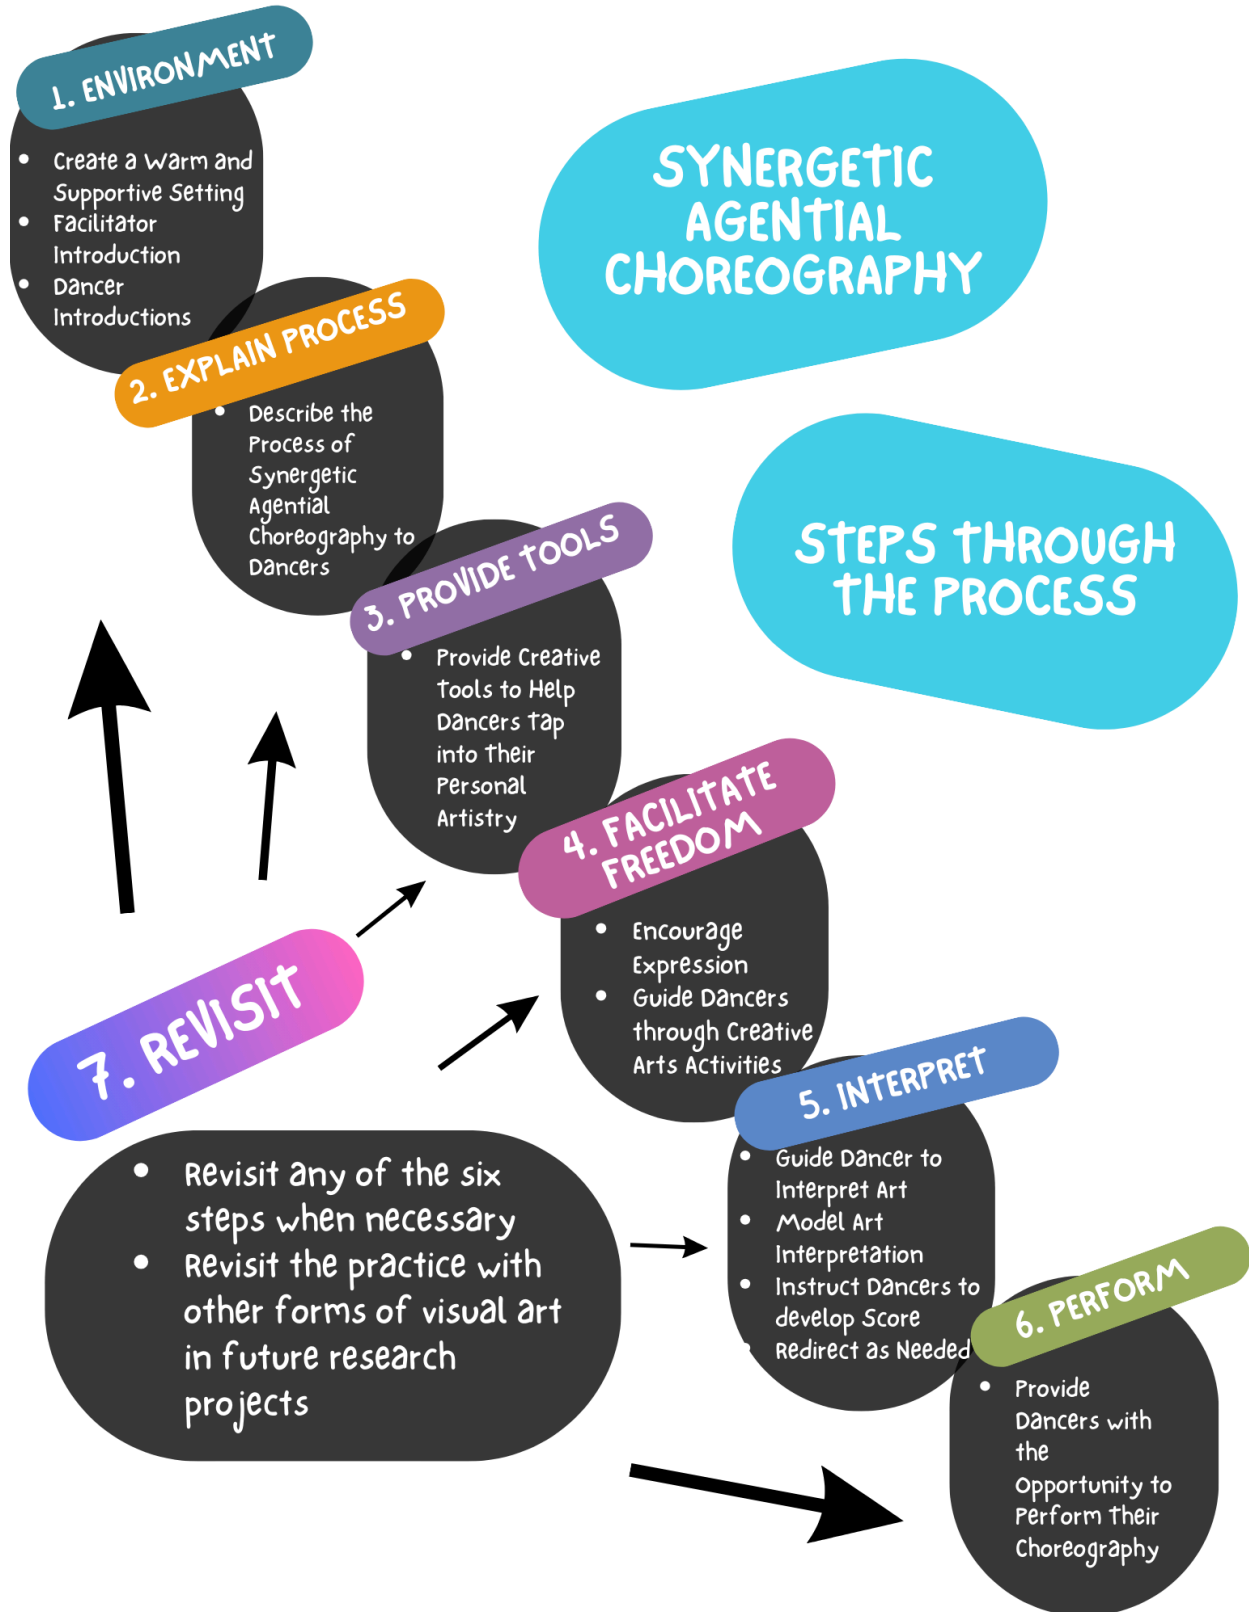 1. ENVIRONMENT
• Create a Warm and
Supportive Setting
• Facilitator
Introduction
• Dancer
Introductions
SYNERGETIC
AGENTIAL
CHOREOGRAPHY
2. EXPLAIN PROCESS
• Describe the
Process of
Synergetic
Agential
Choreography to
Dancers
STEPS THROUGH
THE PROCESS
3. PROVIDE TOOLS
• Provide Creative
Tools to Help
Dancers Tap
into Their
Personal
Artistry
4. FACILITATE
FREEDOM
• Encourage
Expression
• Guide Dancers
through Creative
Arts Activities
5. INTERPRET
• Guide Dancer to
Interpret Art
• Model Art
Interpretation
• Instruct Dancers to
develop Score
• Redirect as Needed
6. PERFORM
• Provide
Dancers with
the
Opportunity to
Perform Their
Choreography
7. REVISIT
• Revisit any of the six
steps when necessary
• Revisit the practice with
other forms of visual art
in future research
projects